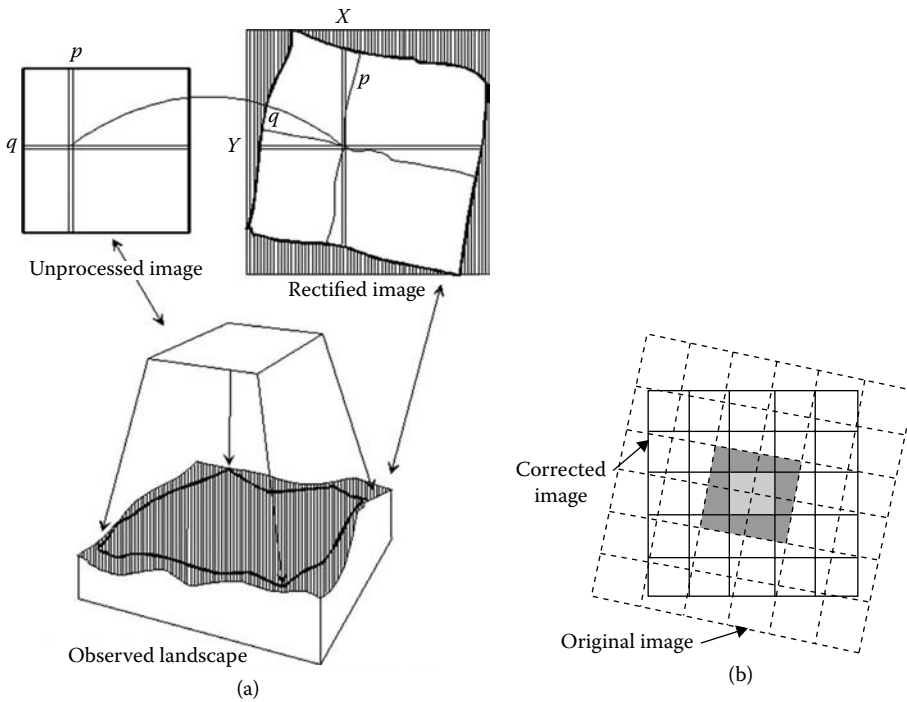 X
p
p
q
q
Y
Unprocessed image
Rectified image
Corrected
image
Original image
Observed landscape
(a)
(b)